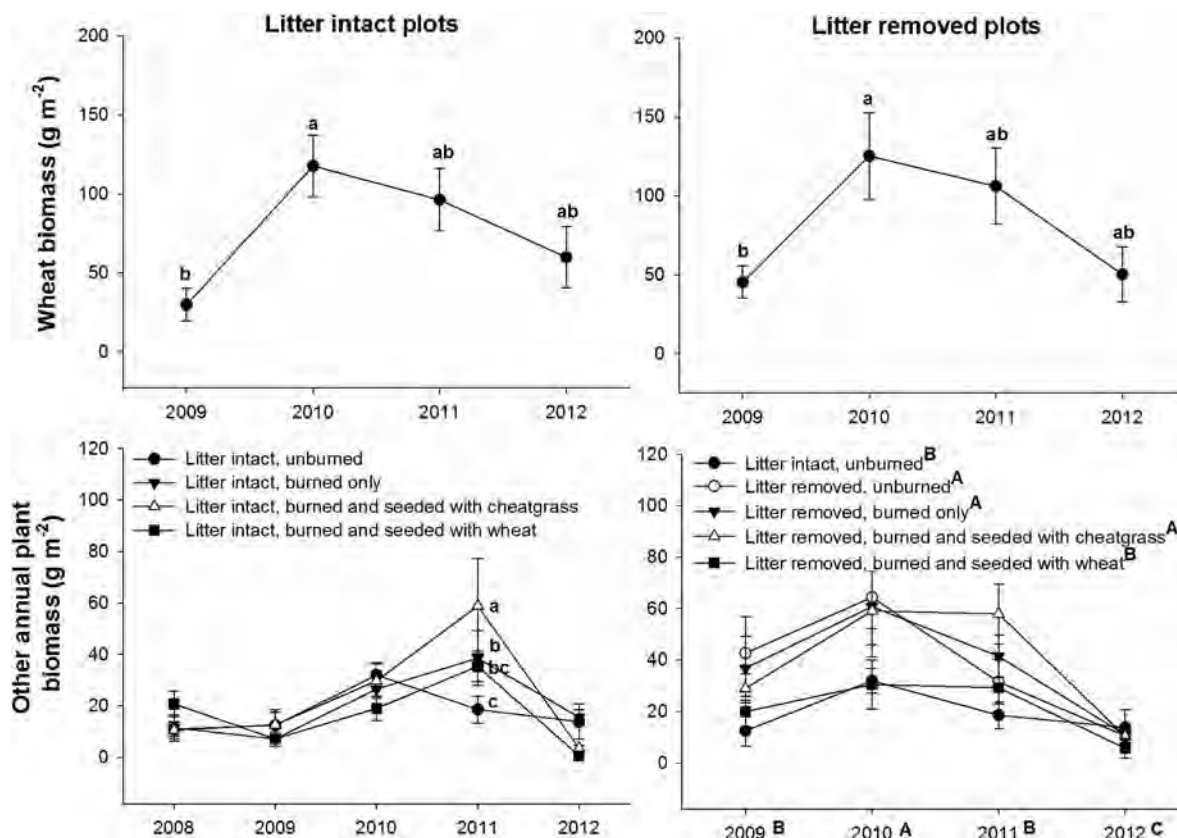 Litter intact plots
200
150
100
50
0
Wheat biomass (g m-2)
b
a
ab
ab
2009 2010 2011 2012
Litter removed plots
200
150
100
50
0
b
a
ab
ab
2009 2010 2011 2012
120
100
80
60
40
20
0
Other annual plant
biomass (g m-2)
Litter intact, unburned
Litter intact, burned only
Litter intact, burned and seeded with cheatgrass
Litter intact, burned and seeded with wheat
a
b
bc
c
2008 2009 2010 2011 2012
120
100
80
60
40
20
0
Litter intact, unburned B
Litter removed, unburned A
Litter removed, burned only A
Litter removed, burned and seeded with cheatgrass A
Litter removed, burned and seeded with wheat B
2009 B 2010 A 2011 B 2012 C